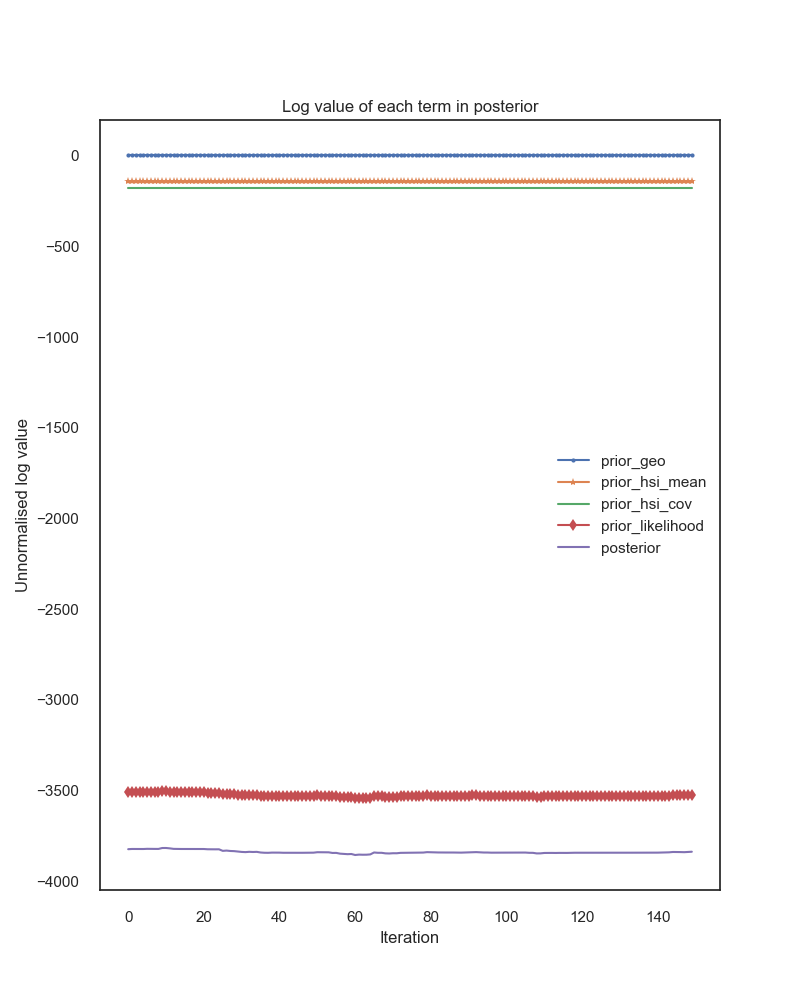 Log value of each term in posterior
0
−500
−1000
−1500
−2000
−2500
−3000
−3500
−4000
Unnormalised log value
prior_geo
prior_hsi_mean
prior_hsi_cov
prior_likelihood
posterior
0 20 40 60 80 100 120 140
Iteration